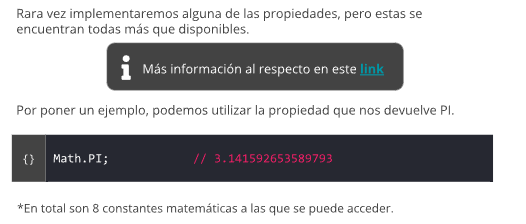 Rara vez implementaremos alguna de las propiedades, pero estas se
encuentran todas más que disponibles.
Más información al respecto en este link
Por poner un ejemplo, podemos utilizar la propiedad que nos devuelve PI.
{} Math.PI; // 3.141592653589793
*En total son 8 constantes matemáticas a las que se puede acceder.